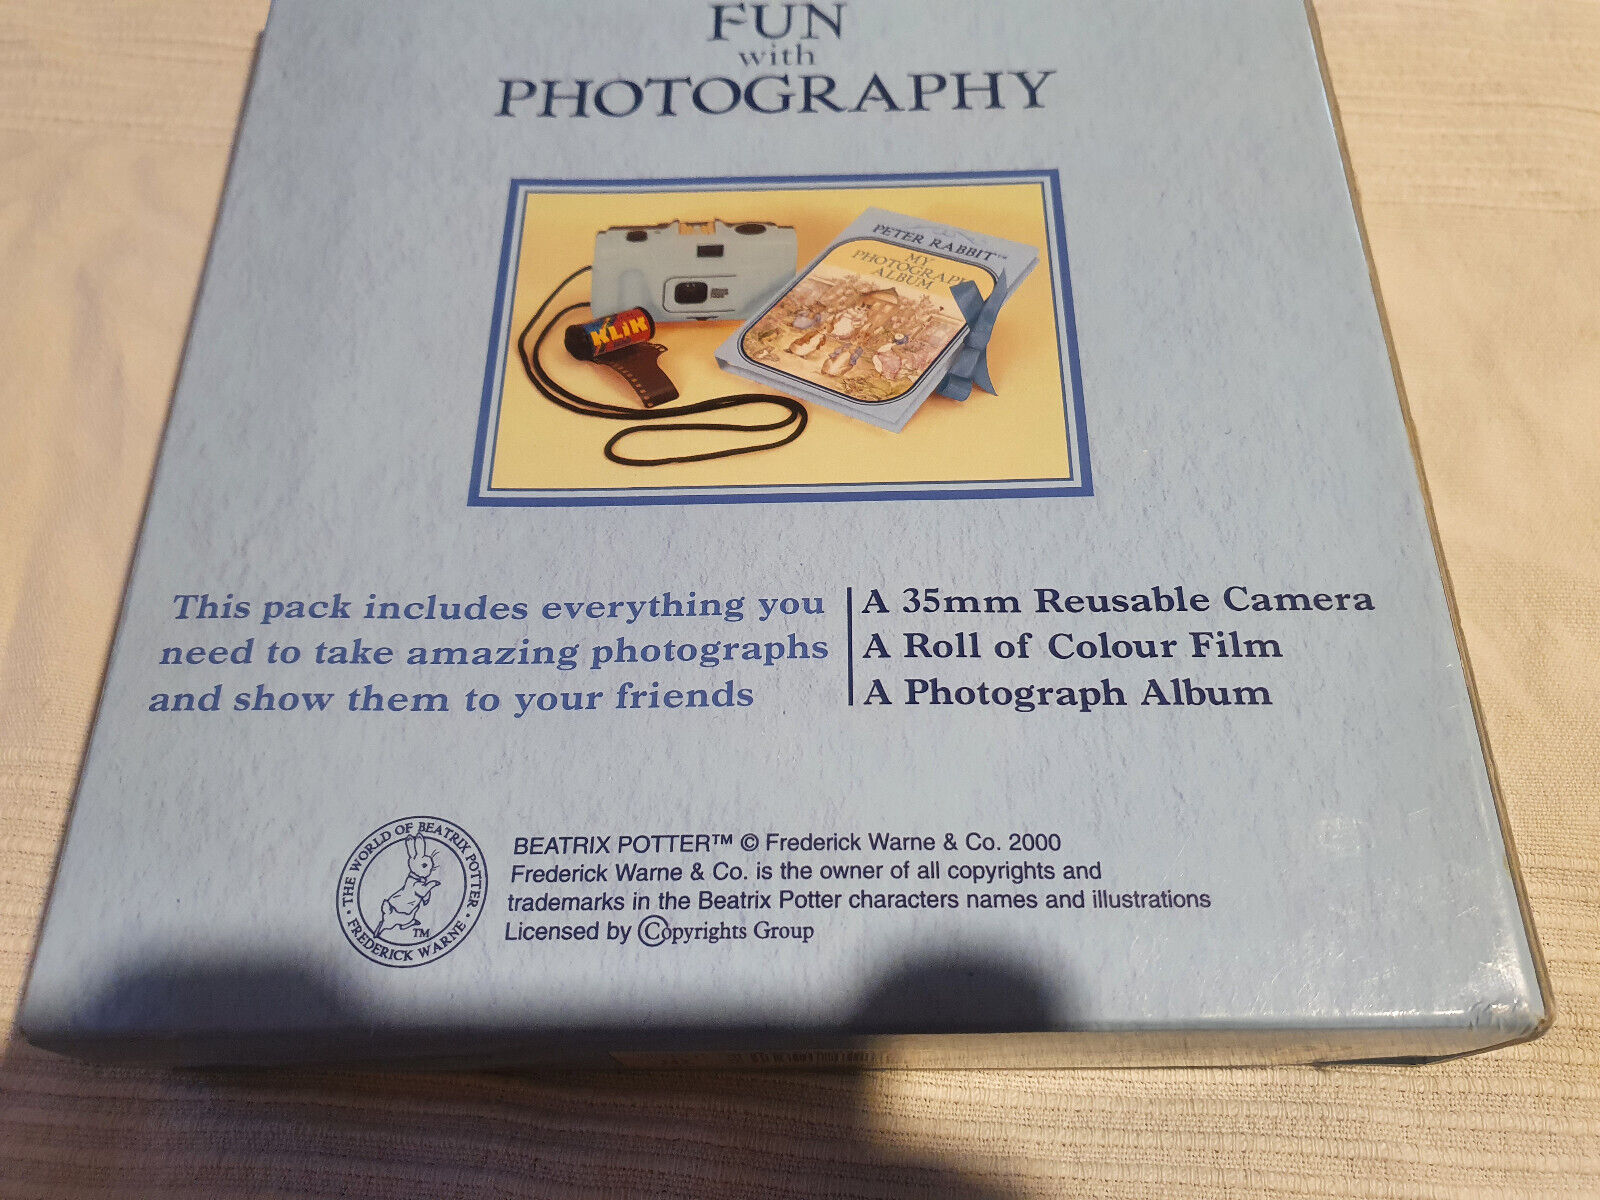 FUN
with
PHOTOGRAPHY
PETER RABBIT™
MY
PHOTOGRAPH
ALBUM
KLIK
This pack includes everything you
need to take amazing photographs
and show them to your friends
A 35mm Reusable Camera
A Roll of Colour Film
A Photograph Album
THE WORLD OF BEATRIX POTTER
FREDERICK WARNE
TM
BEATRIX POTTER™ © Frederick Warne & Co. 2000
Frederick Warne & Co. is the owner of all copyrights and
trademarks in the Beatrix Potter characters names and illustrations
Licensed by ©opyrights Group